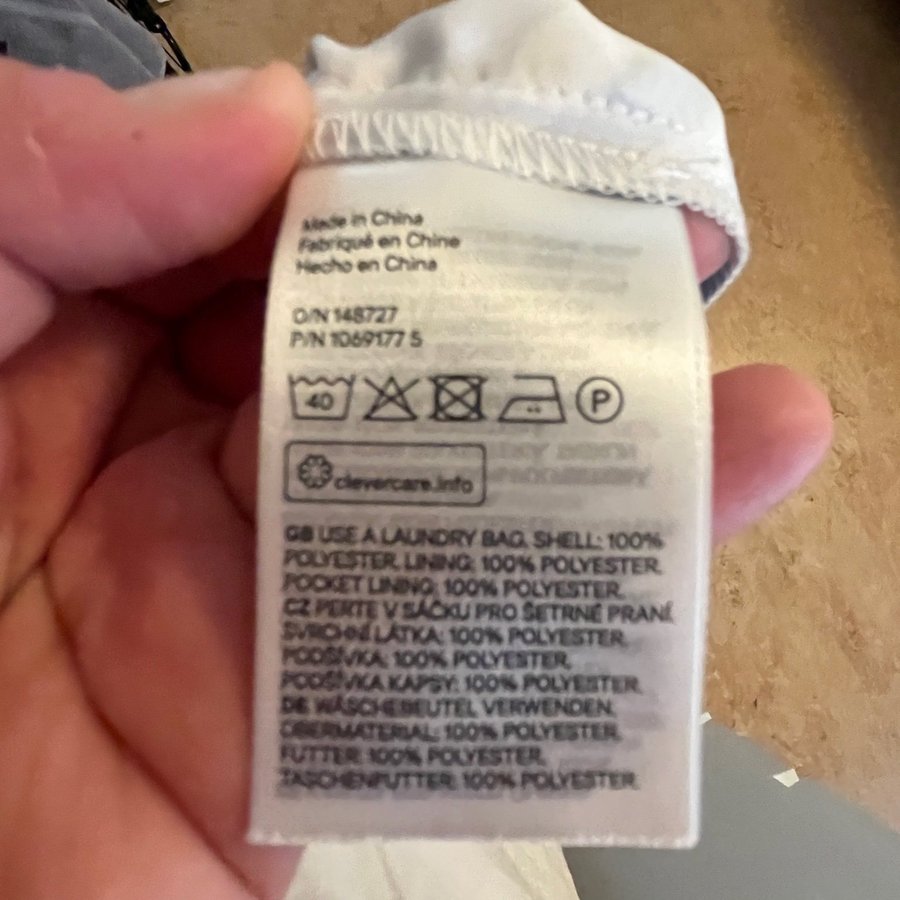 Made in China
Fabriqué en Chine
Hecho en China
O/N 148727
P/N 1069177 S
40
P
clevercare.info
GB USE A LAUNDRY BAG. SHELL: 100%
POLYESTER. LINING: 100% POLYESTER.
POCKET LINING: 100% POLYESTER.
CZ PERTE V SÁČKU PRO ŠETRNÉ PRANÍ.
SVRCHNÍ LÁTKA: 100% POLYESTER.
PODŠÍVKA: 100% POLYESTER.
PODŠÍVKA KAPSY: 100% POLYESTER.
DE WÄSCHEBEUTEL VERWENDEN.
OBERMATERIAL: 100% POLYESTER.
FUTTER: 100% POLYESTER.
TASCHENFUTTER: 100% POLYESTER.